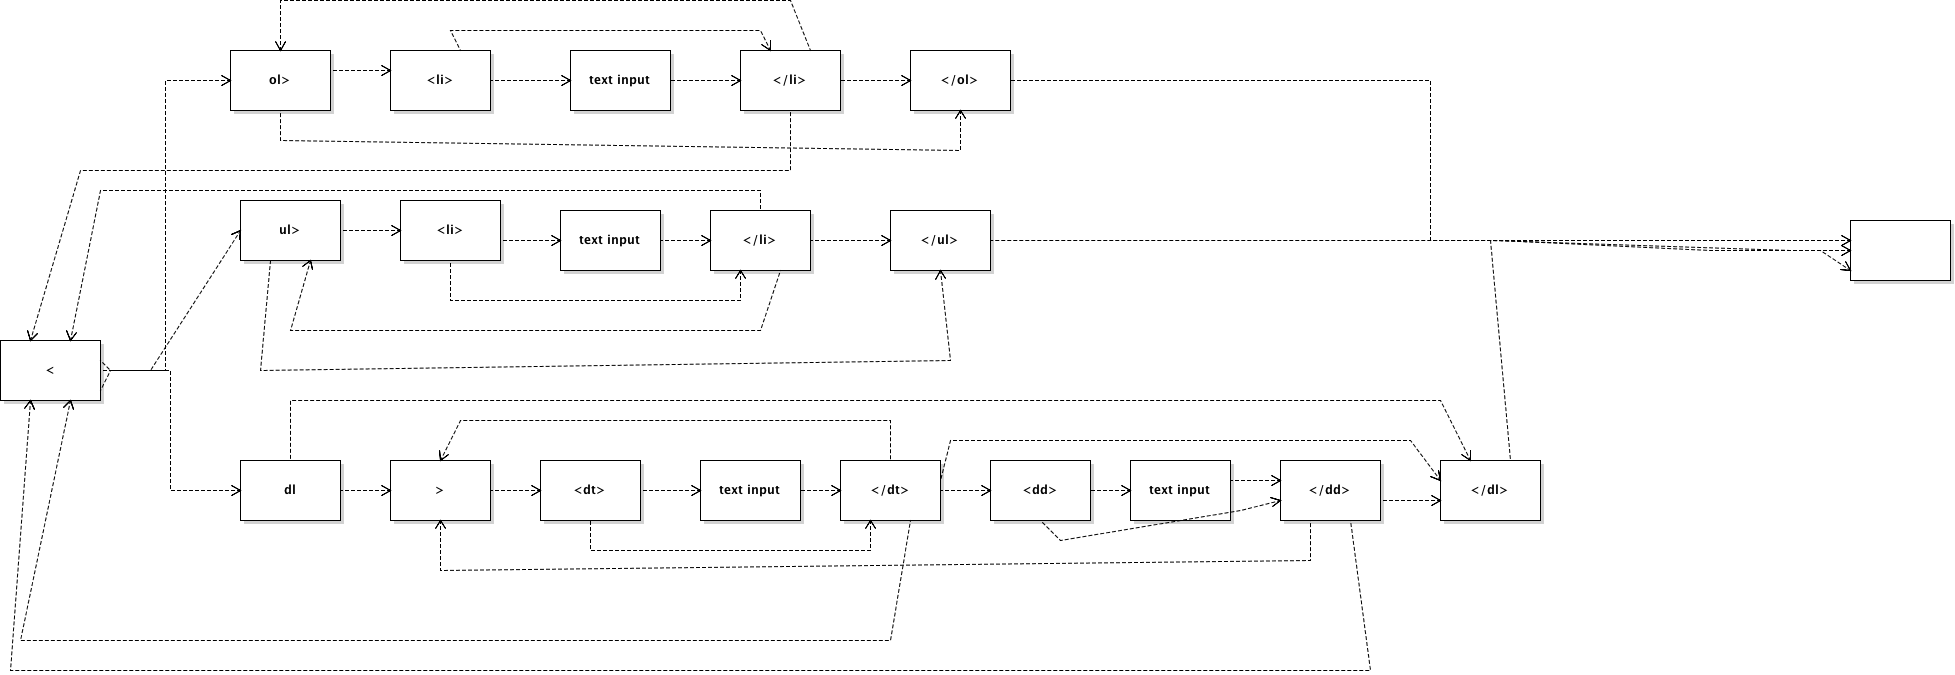 ol>
<li>
text input
</li>
</ol>
ul>
<li>
text input
</li>
</ul>
<
dl
>
<dt>
text input
</dt>
<dd>
text input
</dd>
</dl>